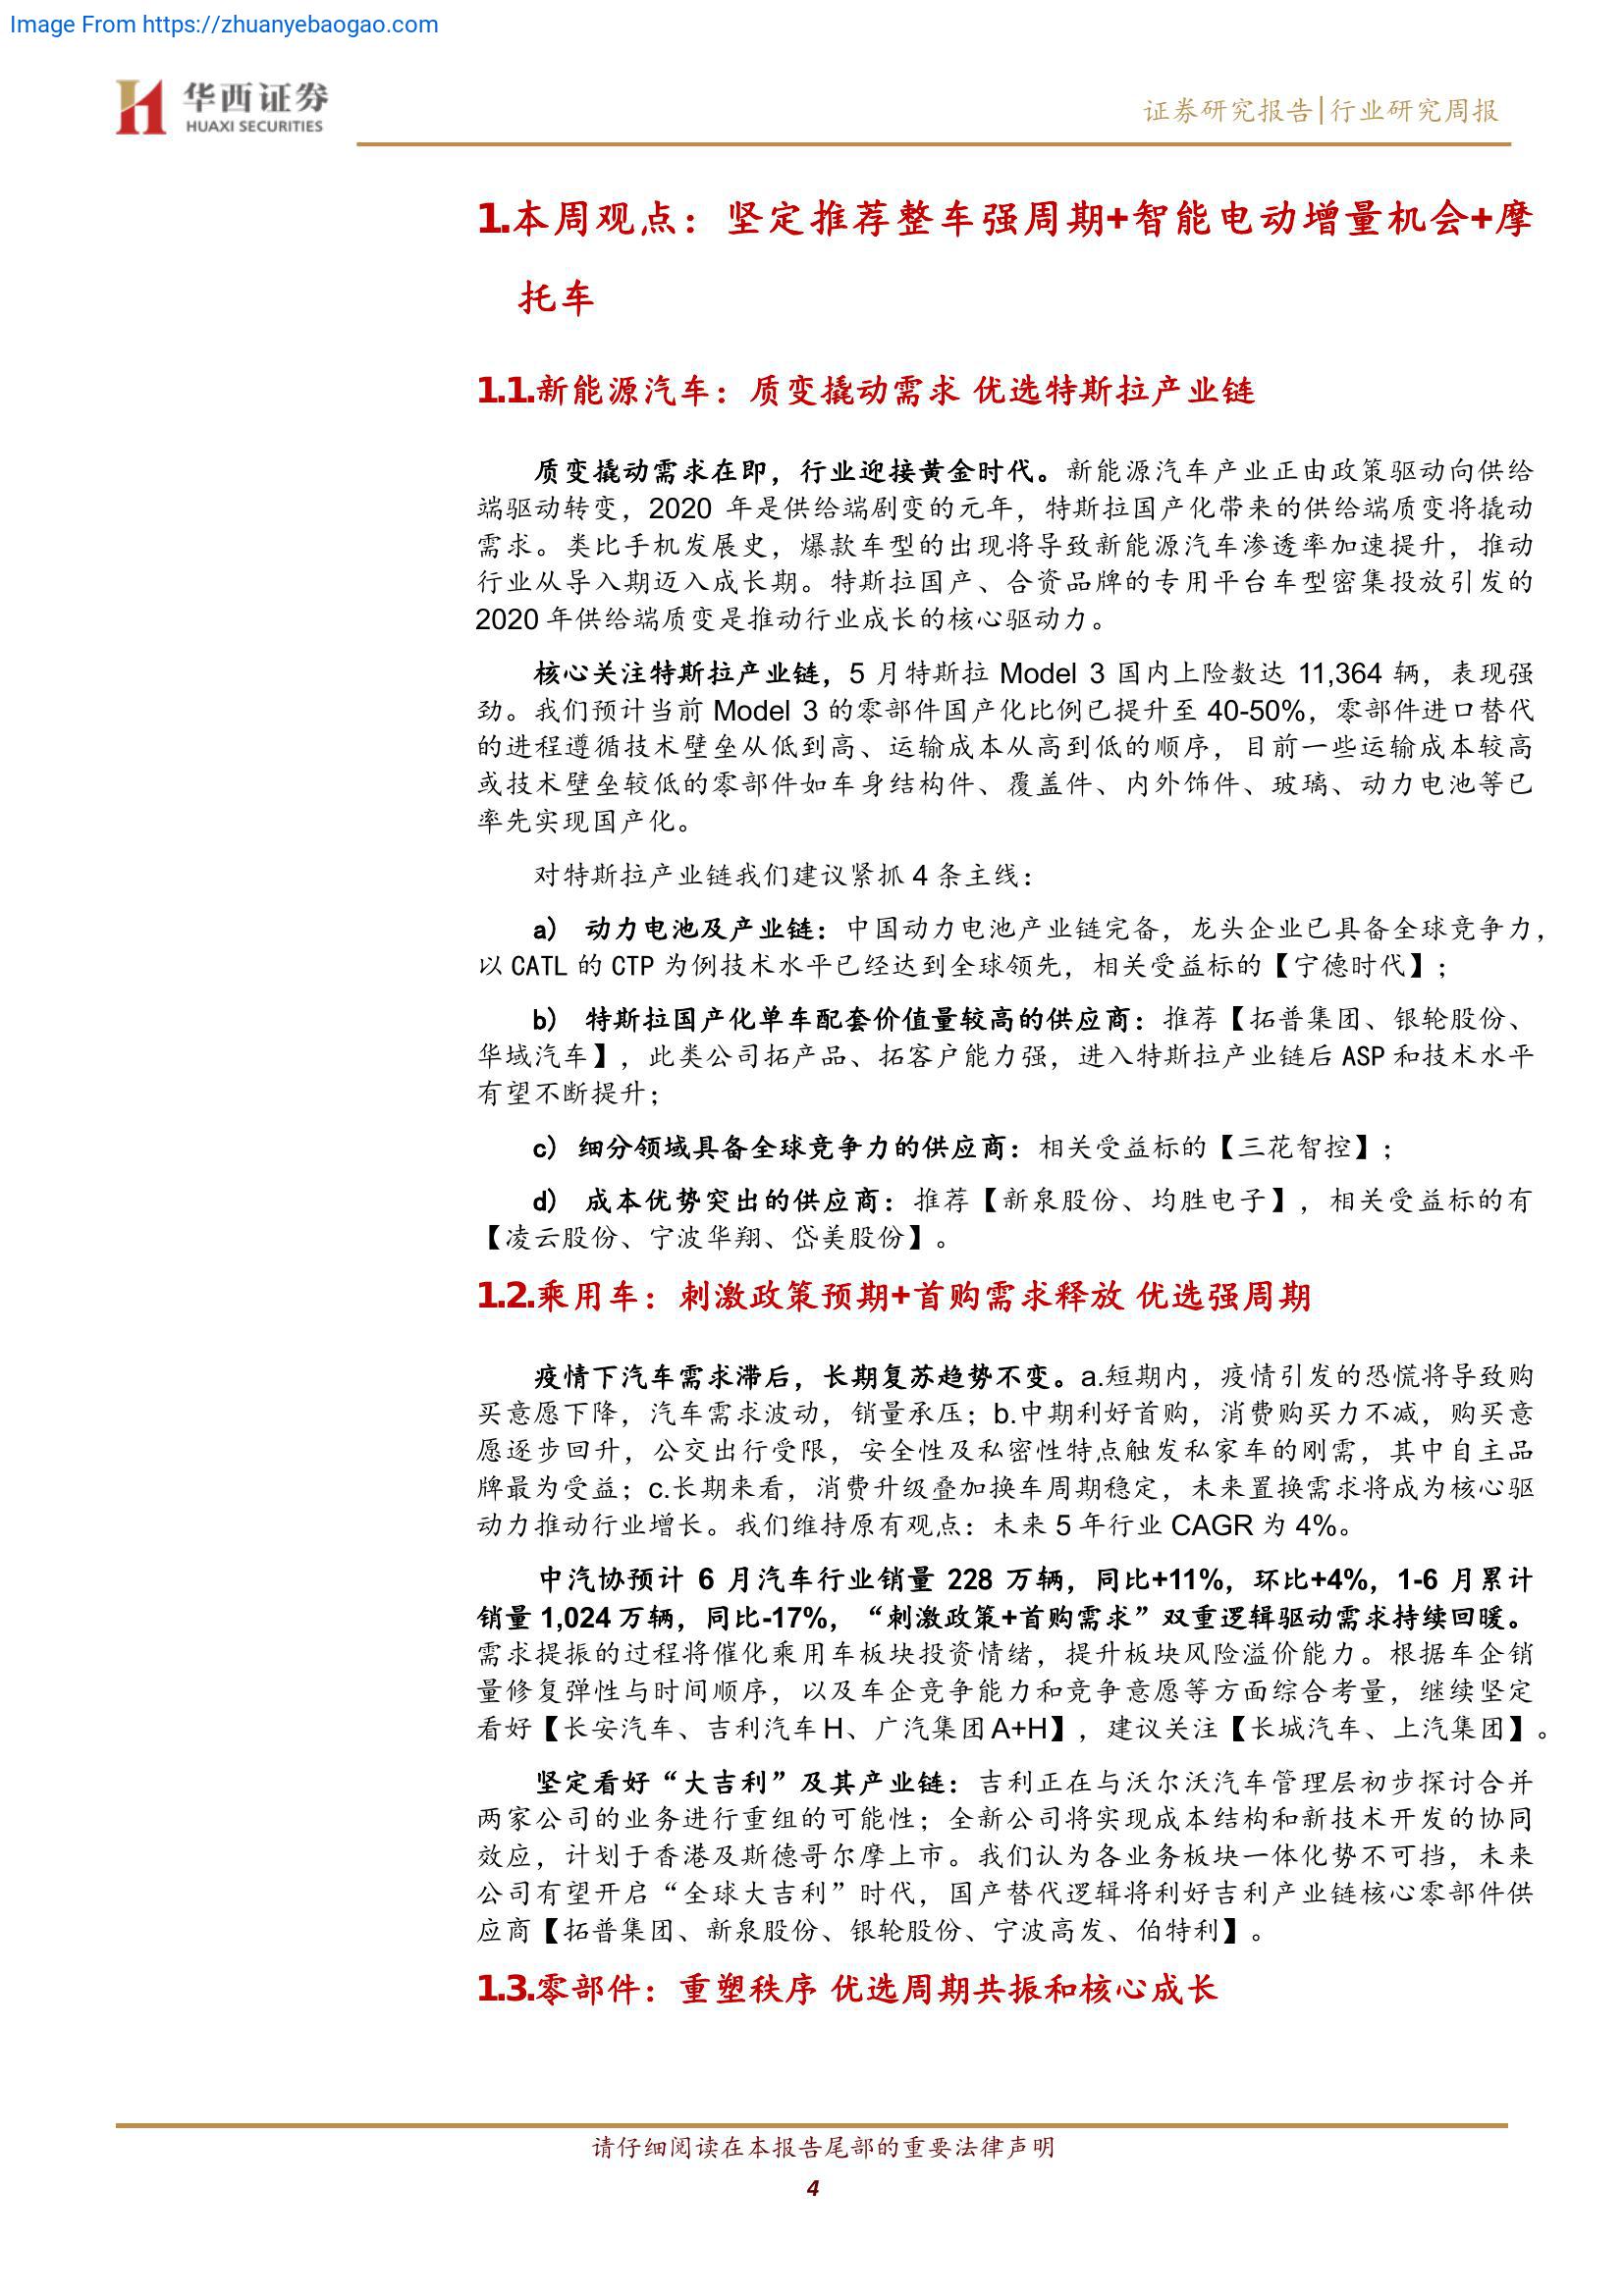 Image From https://zhuanyebaogao.com
华西证券
HUAXI SECURITIES
证券研究报告|行业研究周报
1.本周观点：坚定推荐整车强周期+智能电动增量机会+摩
托车
1.1.新能源汽车：质变撬动需求 优选特斯拉产业链
质变撬动需求在即，行业迎接黄金时代。新能源汽车产业正由政策驱动向供给
端驱动转变，2020 年是供给端剧变的元年，特斯拉国产化带来的供给端质变将撬动
需求。类比手机发展史，爆款车型的出现将导致新能源汽车渗透率加速提升，推动
行业从导入期迈入成长期。特斯拉国产、合资品牌的专用平台车型密集投放引发的
2020 年供给端质变是推动行业成长的核心驱动力。
核心关注特斯拉产业链，5 月特斯拉 Model 3 国内上险数达 11,364 辆，表现强
劲。我们预计当前 Model 3 的零部件国产化比例已提升至 40-50%，零部件进口替代
的进程遵循技术壁垒从低到高、运输成本从高到低的顺序，目前一些运输成本较高
或技术壁垒较低的零部件如车身结构件、覆盖件、内外饰件、玻璃、动力电池等已
率先实现国产化。
对特斯拉产业链我们建议紧抓 4 条主线：
a） 动力电池及产业链：中国动力电池产业链完备，龙头企业已具备全球竞争力，
以 CATL 的 CTP 为例技术水平已经达到全球领先，相关受益标的【宁德时代】；
b） 特斯拉国产化单车配套价值量较高的供应商：推荐【拓普集团、银轮股份、
华域汽车】，此类公司拓产品、拓客户能力强，进入特斯拉产业链后 ASP 和技术水平
有望不断提升；
c） 细分领域具备全球竞争力的供应商：相关受益标的【三花智控】；
d） 成本优势突出的供应商：推荐【新泉股份、均胜电子】，相关受益标的有
【凌云股份、宁波华翔、岱美股份】。
1.2.乘用车：刺激政策预期+首购需求释放 优选强周期
疫情下汽车需求滞后，长期复苏趋势不变。a.短期内，疫情引发的恐慌将导致购
买意愿下降，汽车需求波动，销量承压；b.中期利好首购，消费购买力不减，购买意
愿逐步回升，公交出行受限，安全性及私密性特点触发私家车的刚需，其中自主品
牌最为受益；c.长期来看，消费升级叠加换车周期稳定，未来置换需求将成为核心驱
动力推动行业增长。我们维持原有观点：未来 5 年行业 CAGR 为 4%。
中汽协预计 6 月汽车行业销量 228 万辆，同比+11%，环比+4%，1-6 月累计
销量 1,024 万辆，同比-17%，“刺激政策+首购需求”双重逻辑驱动需求持续回暖。
需求提振的过程将催化乘用车板块投资情绪，提升板块风险溢价能力。根据车企销
量修复弹性与时间顺序，以及车企竞争能力和竞争意愿等方面综合考量，继续坚定
看好【长安汽车、吉利汽车H、广汽集团A+H】，建议关注【长城汽车、上汽集团】。
坚定看好“大吉利”及其产业链：吉利正在与沃尔沃汽车管理层初步探讨合并
两家公司的业务进行重组的可能性；全新公司将实现成本结构和新技术开发的协同
效应，计划于香港及斯德哥尔摩上市。我们认为各业务板块一体化势不可挡，未来
公司有望开启“全球大吉利”时代，国产替代逻辑将利好吉利产业链核心零部件供
应商【拓普集团、新泉股份、银轮股份、宁波高发、伯特利】。
1.3.零部件：重塑秩序 优选周期共振和核心成长
请仔细阅读在本报告尾部的重要法律声明
4